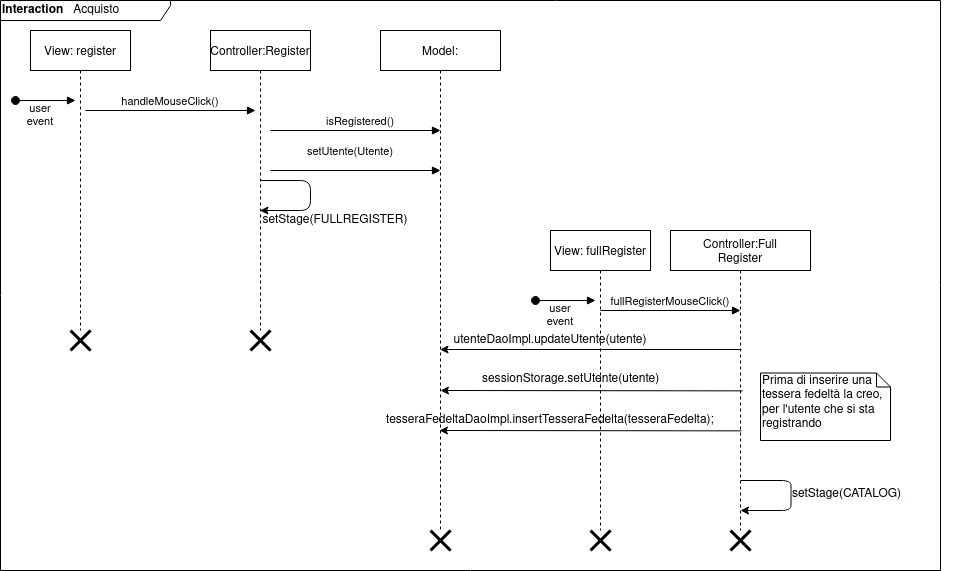 Interaction Acquisto
View: register
Controller:Register
Model:
user
event
handleMouseClick()
isRegistered()
setUtente(Utente)
setStage(FULLREGISTER)
View: fullRegister
Controller:Full
Register
user
event
fullRegisterMouseClick()
utenteDaoImpl.updateUtente(utente)
sessionStorage.setUtente(utente)
Prima di inserire una
tessera fedeltà la creo,
per l'utente che si sta
registrando
tesseraFedeltaDaoImpl.insertTesseraFedelta(tesseraFedelta);
setStage(CATALOG)